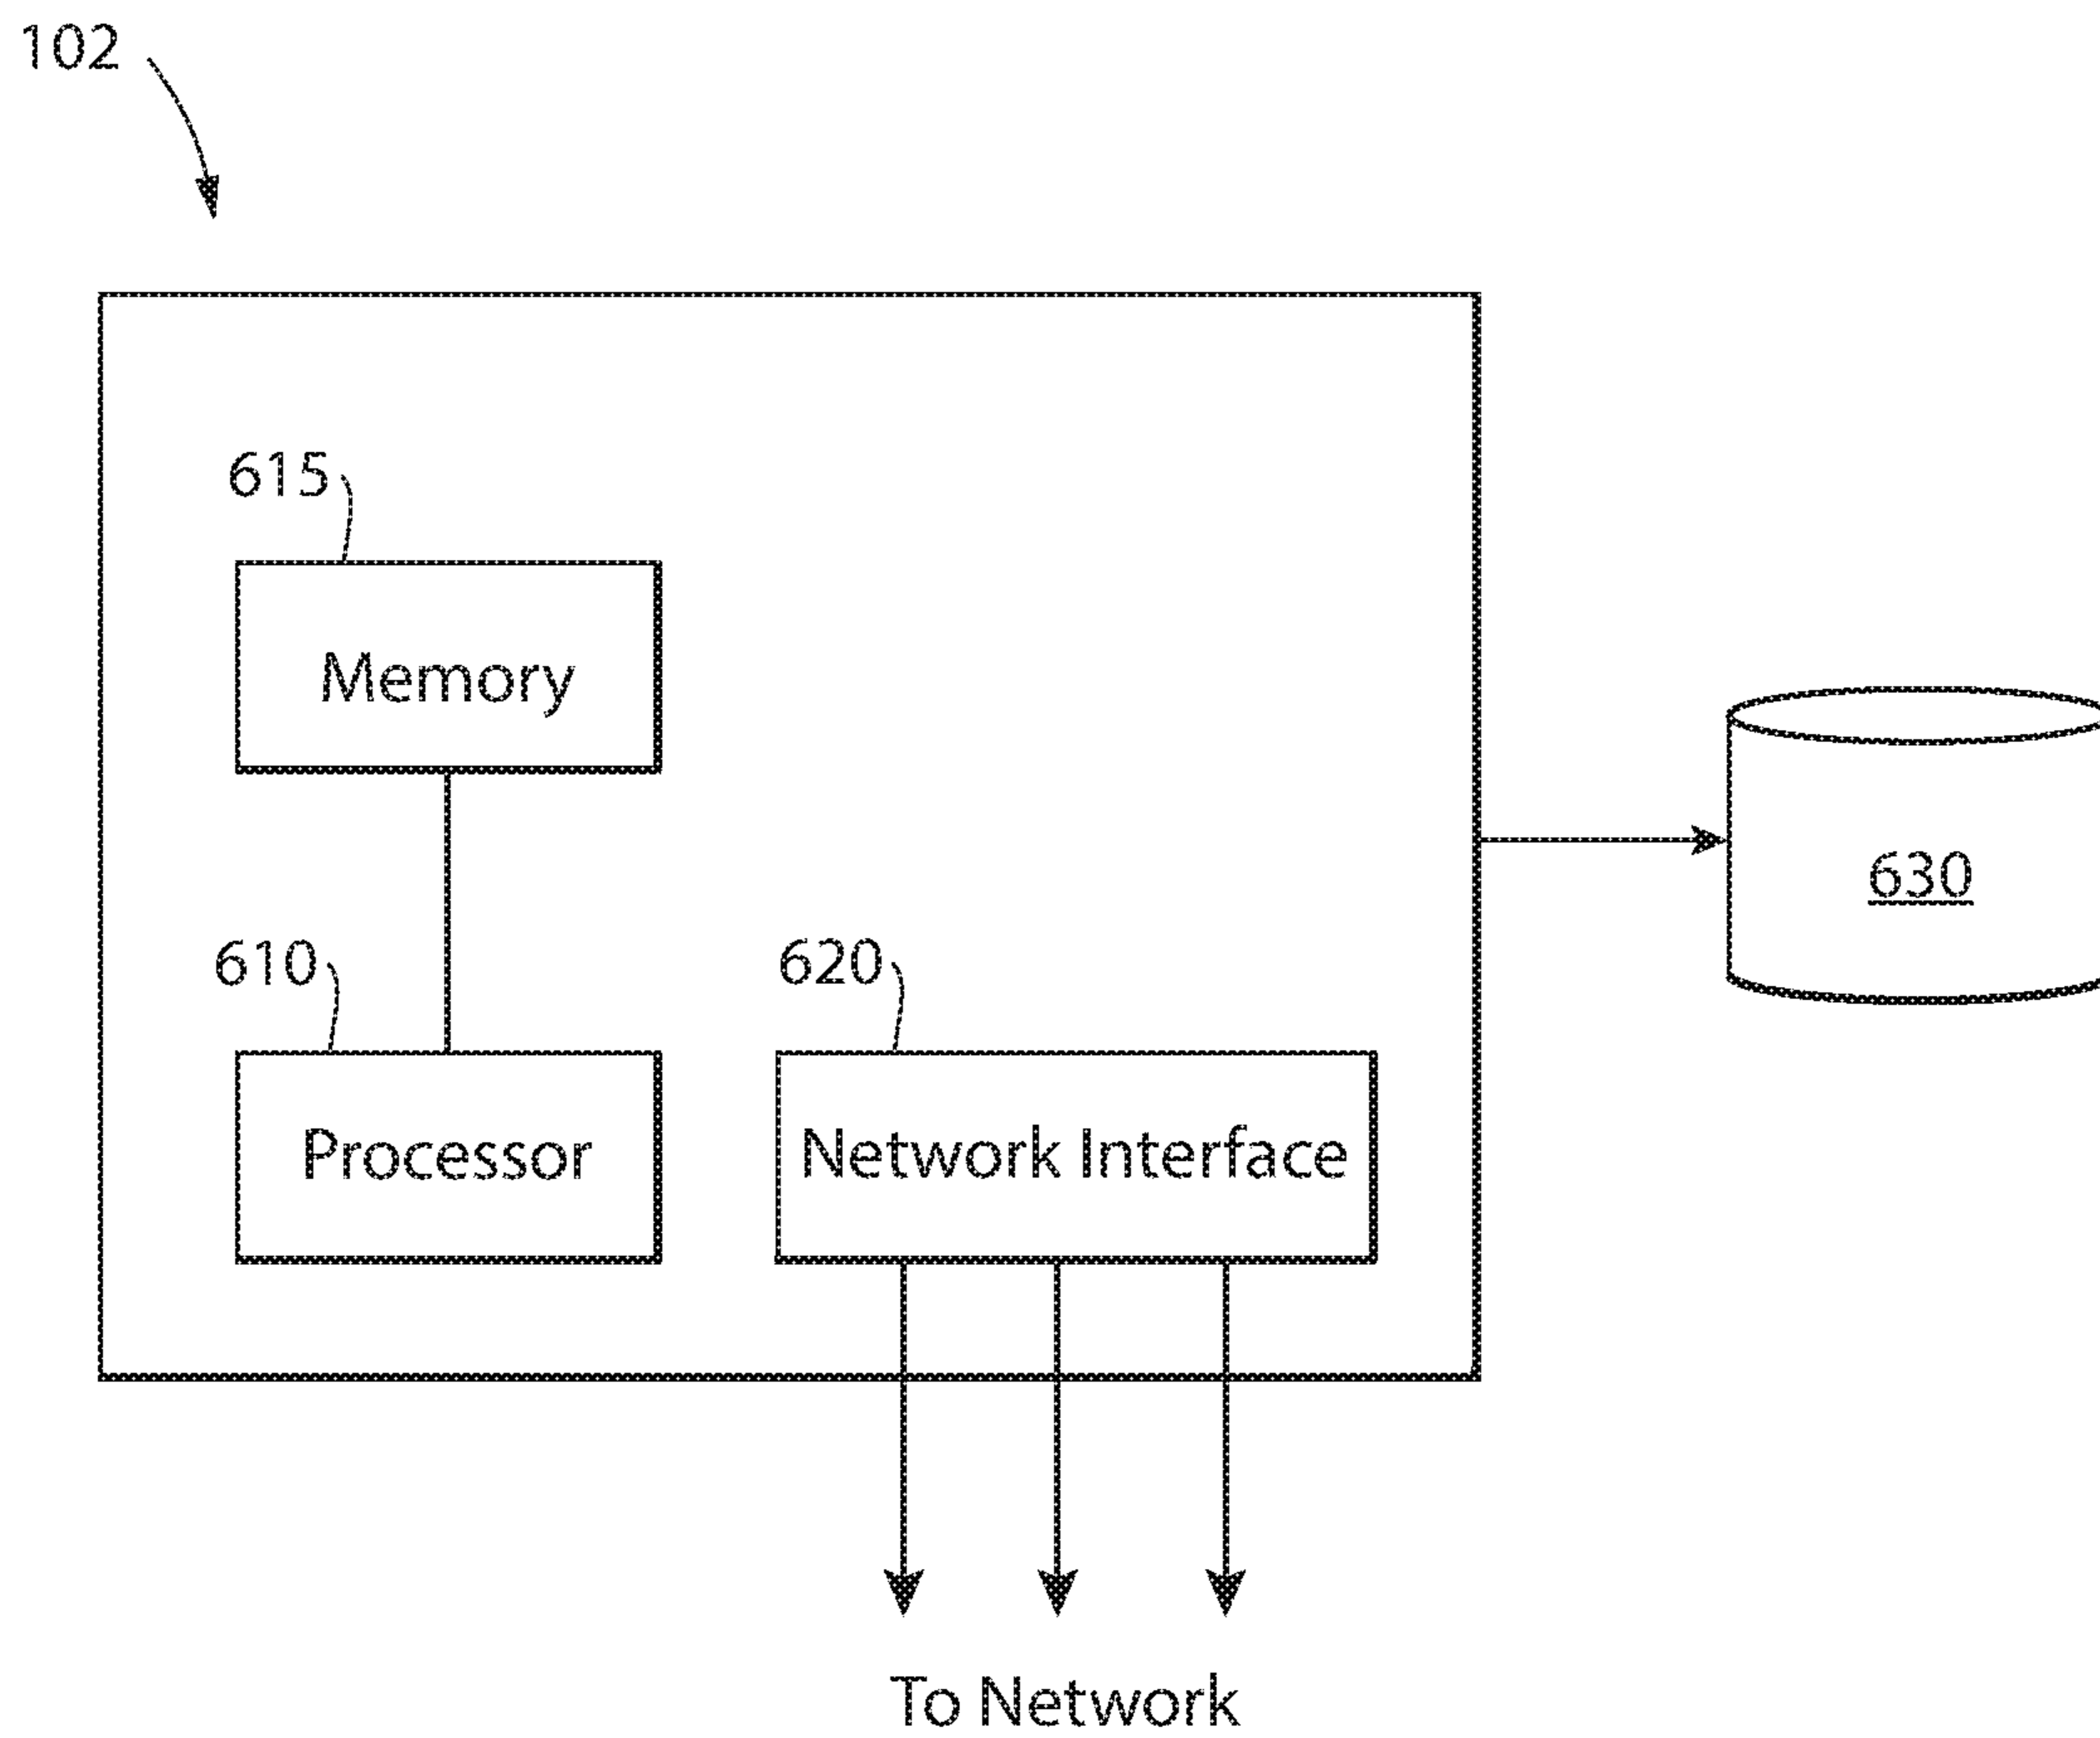 102
615
Memory
630
610
620
Processor
Network Interface
To Network